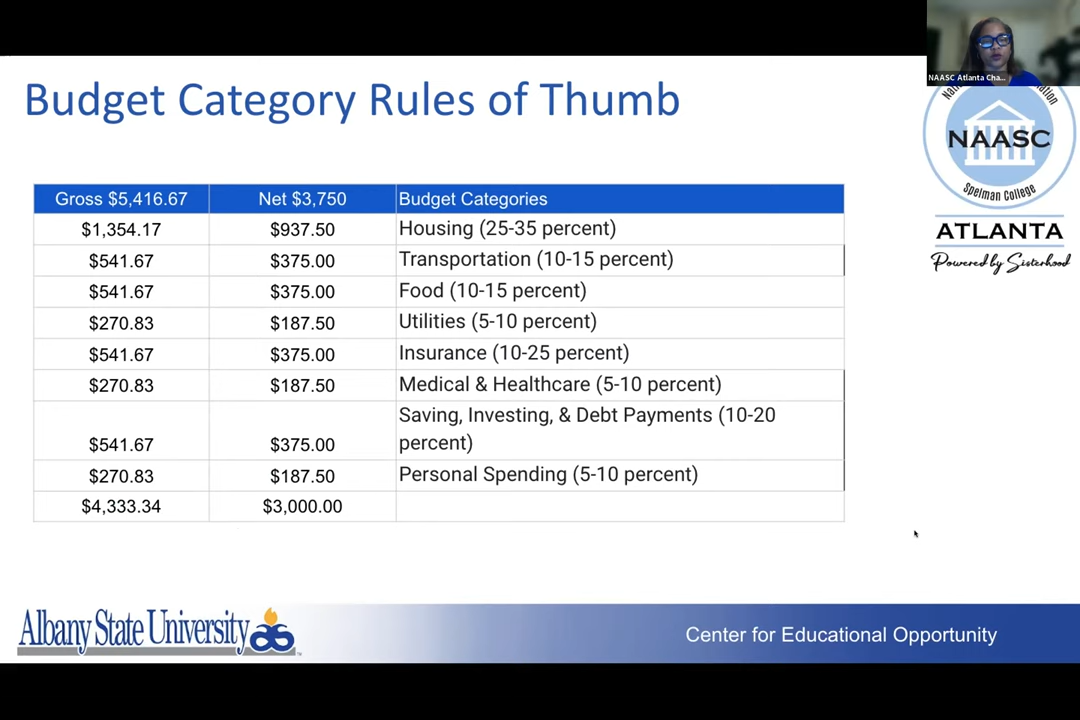 NAASC Atlanta Cha...
Budget Category Rules of Thumb
NAASC
Spelman College
ATLANTA
Powered by Sisterhood
Gross $5,416.67 Net $3,750 Budget Categories
$1,354.17 $937.50 Housing (25-35 percent)
$541.67 $375.00 Transportation (10-15 percent)
$541.67 $375.00 Food (10-15 percent)
$270.83 $187.50 Utilities (5-10 percent)
$541.67 $375.00 Insurance (10-25 percent)
$270.83 $187.50 Medical & Healthcare (5-10 percent)
Saving, Investing, & Debt Payments (10-20
$541.67 $375.00 percent)
$270.83 $187.50 Personal Spending (5-10 percent)
$4,333.34 $3,000.00
Albany State University
Center for Educational Opportunity